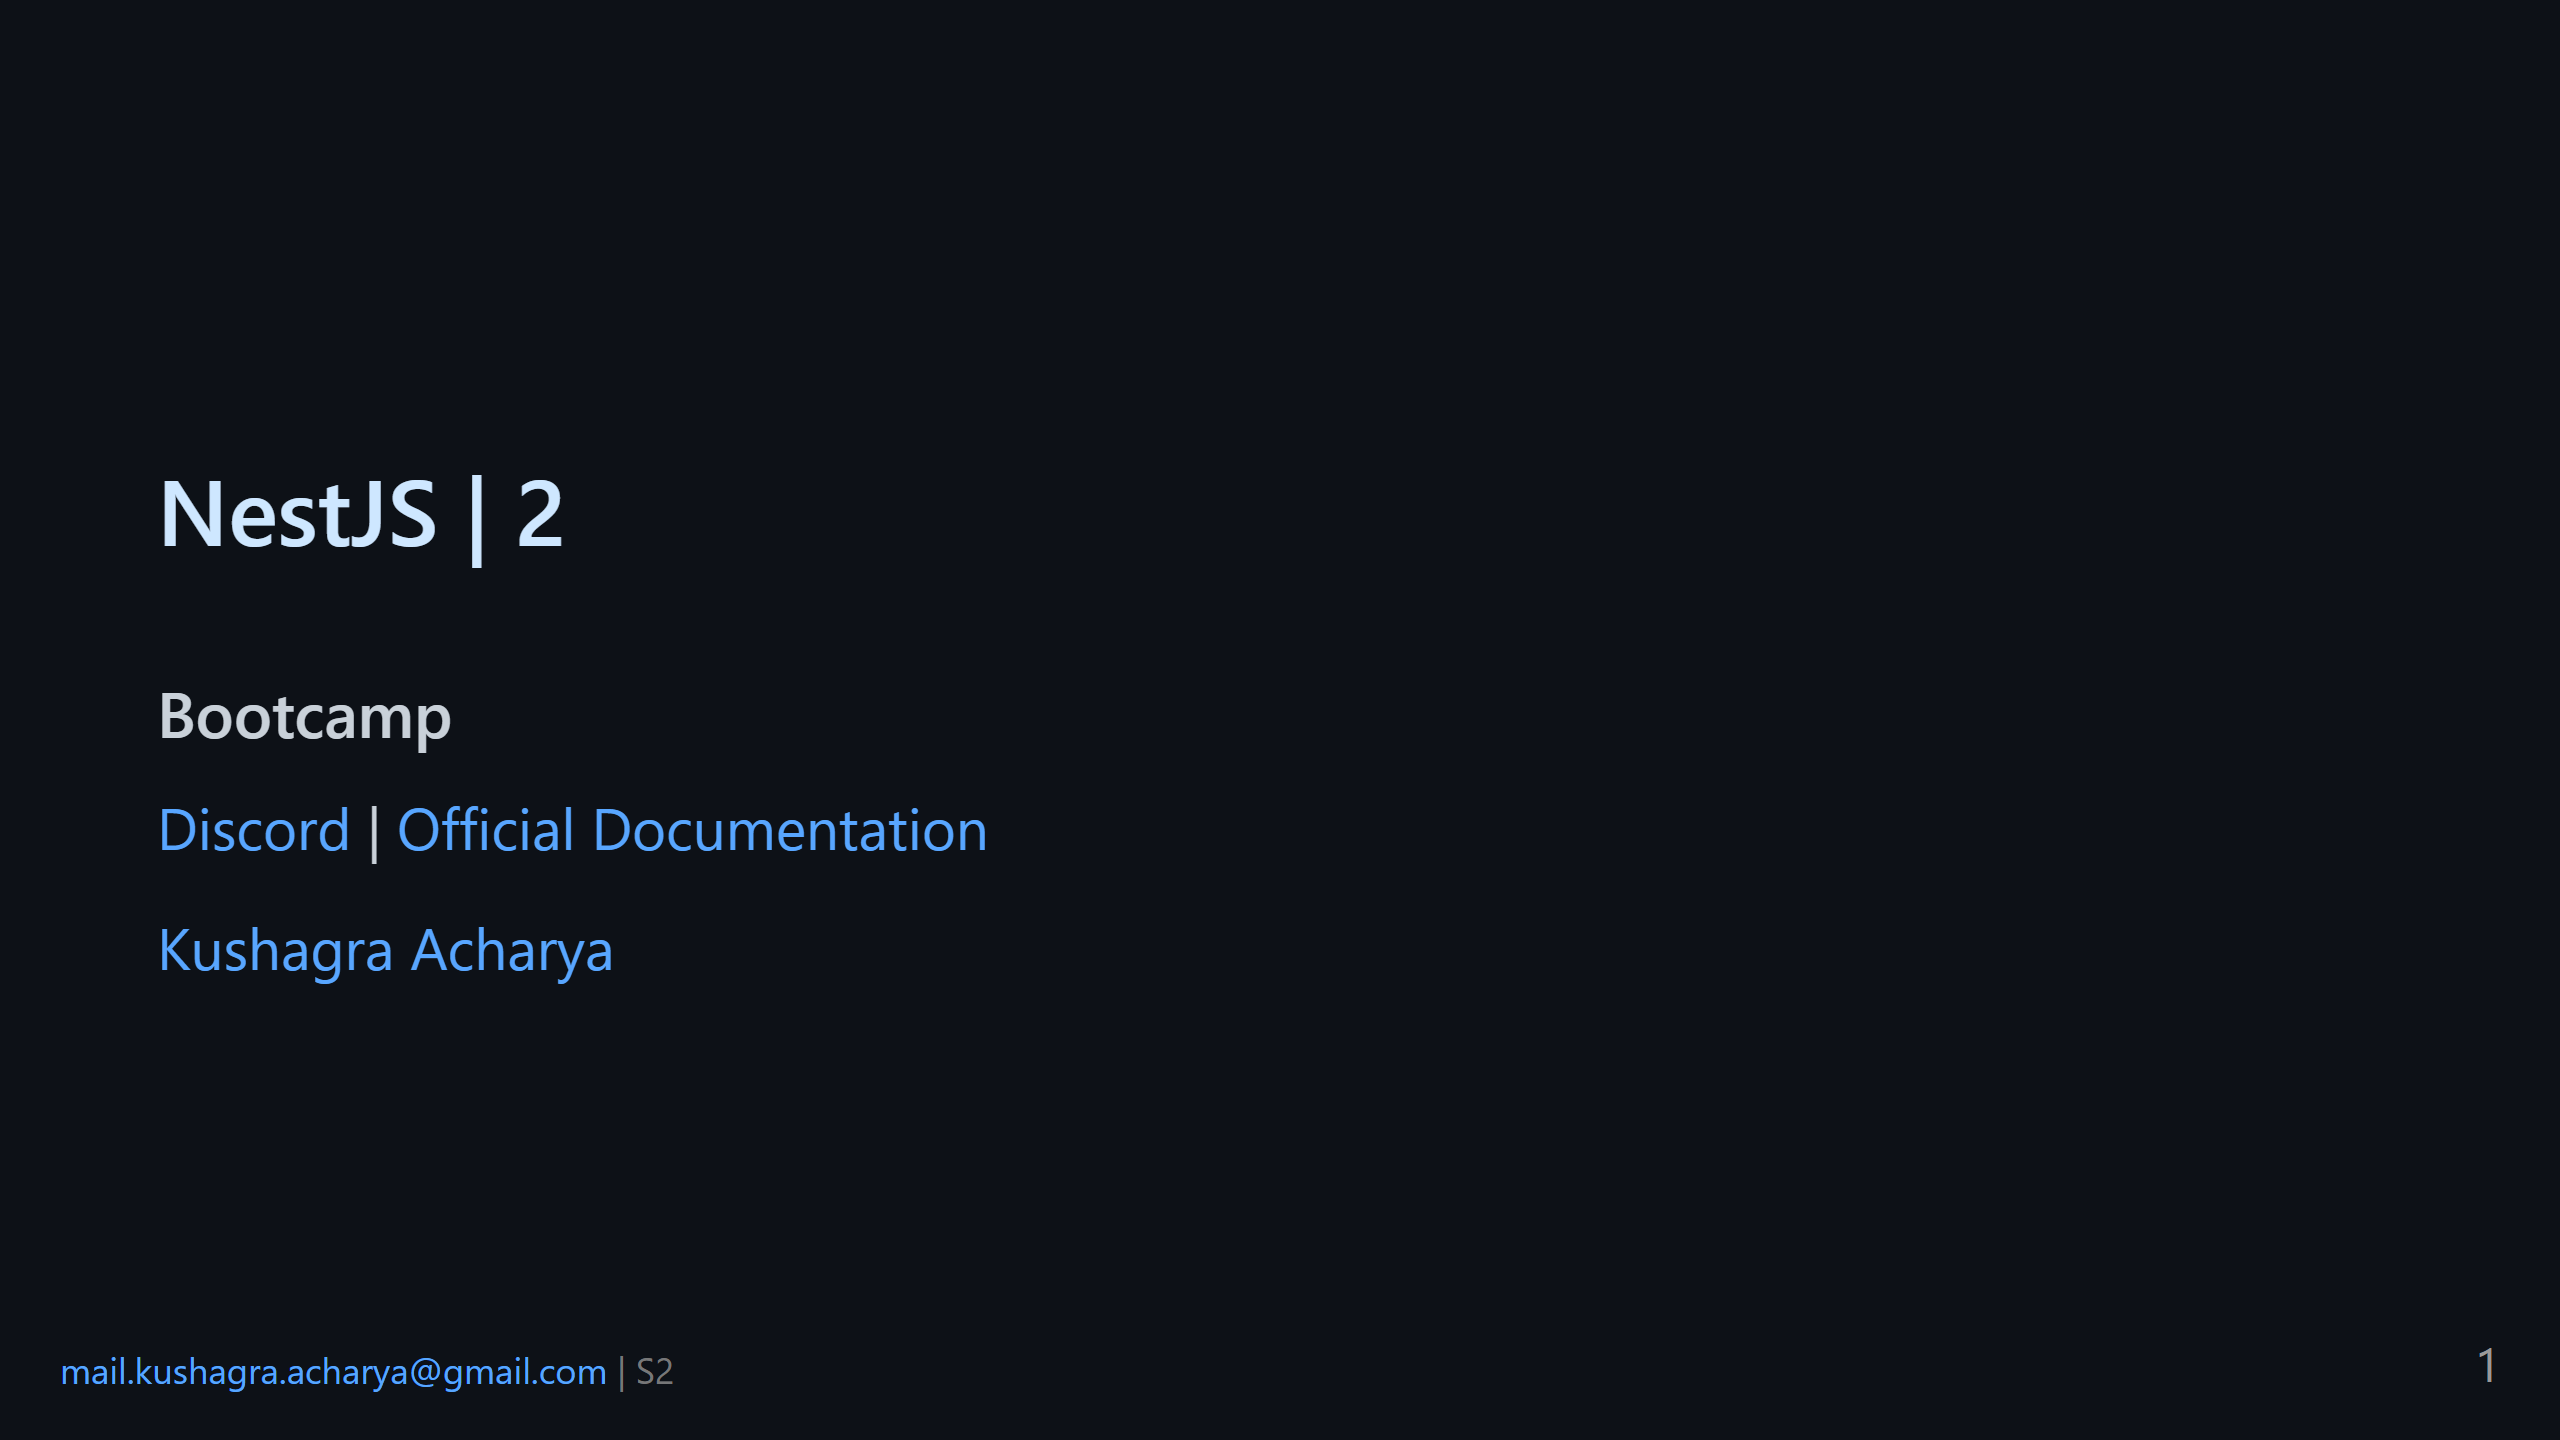 NestJS | 2
Bootcamp
Discord | Official Documentation
Kushagra Acharya
mail.kushagra.acharya@gmail.com | S2
1